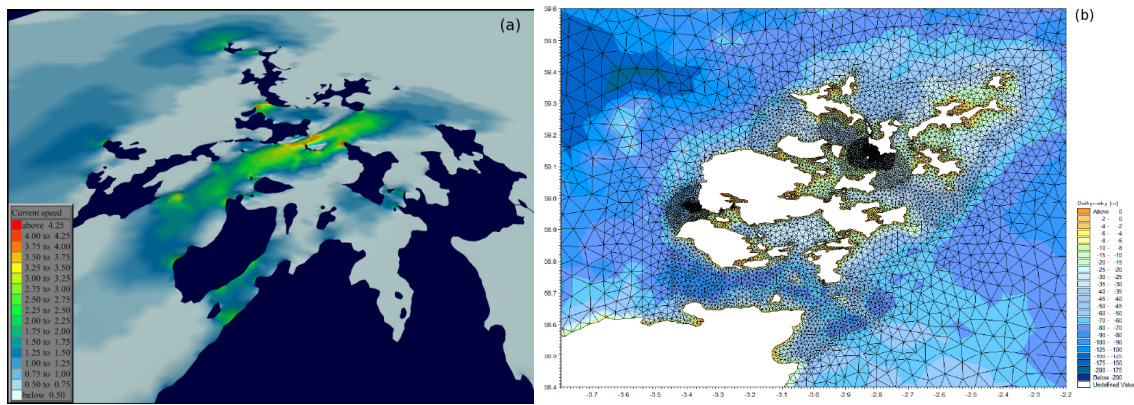 (a)
Current speed
above 4.25
4.00 to 4.25
3.75 to 4.00
3.50 to 3.75
3.25 to 3.50
3.00 to 3.25
2.75 to 3.00
2.50 to 2.75
2.25 to 2.50
2.00 to 2.25
1.75 to 2.00
1.50 to 1.75
1.25 to 1.50
1.00 to 1.25
0.75 to 1.00
0.50 to 0.75
below 0.50
(b)
59.6
59.5
59.4
59.3
59.2
59.1
59.0
58.9
58.8
58.7
58.6
58.5
58.4
-3.7 -3.6 -3.5 -3.4 -3.3 -3.2 -3.1 -3.0 -2.9 -2.8 -2.7 -2.6 -2.5 -2.4 -2.3 -2.2
Bathymetry [m]
Above 0
-2 - 0
-4 - -2
-6 - -4
-8 - -6
-10 - -8
-15 - -10
-20 - -15
-25 - -20
-30 - -25
-35 - -30
-40 - -35
-45 - -40
-50 - -45
-60 - -50
-70 - -60
-80 - -70
-90 - -80
-100 - -90
-125 - -100
-150 - -125
-175 - -150
-200 - -175
Below -200
Undefined Value